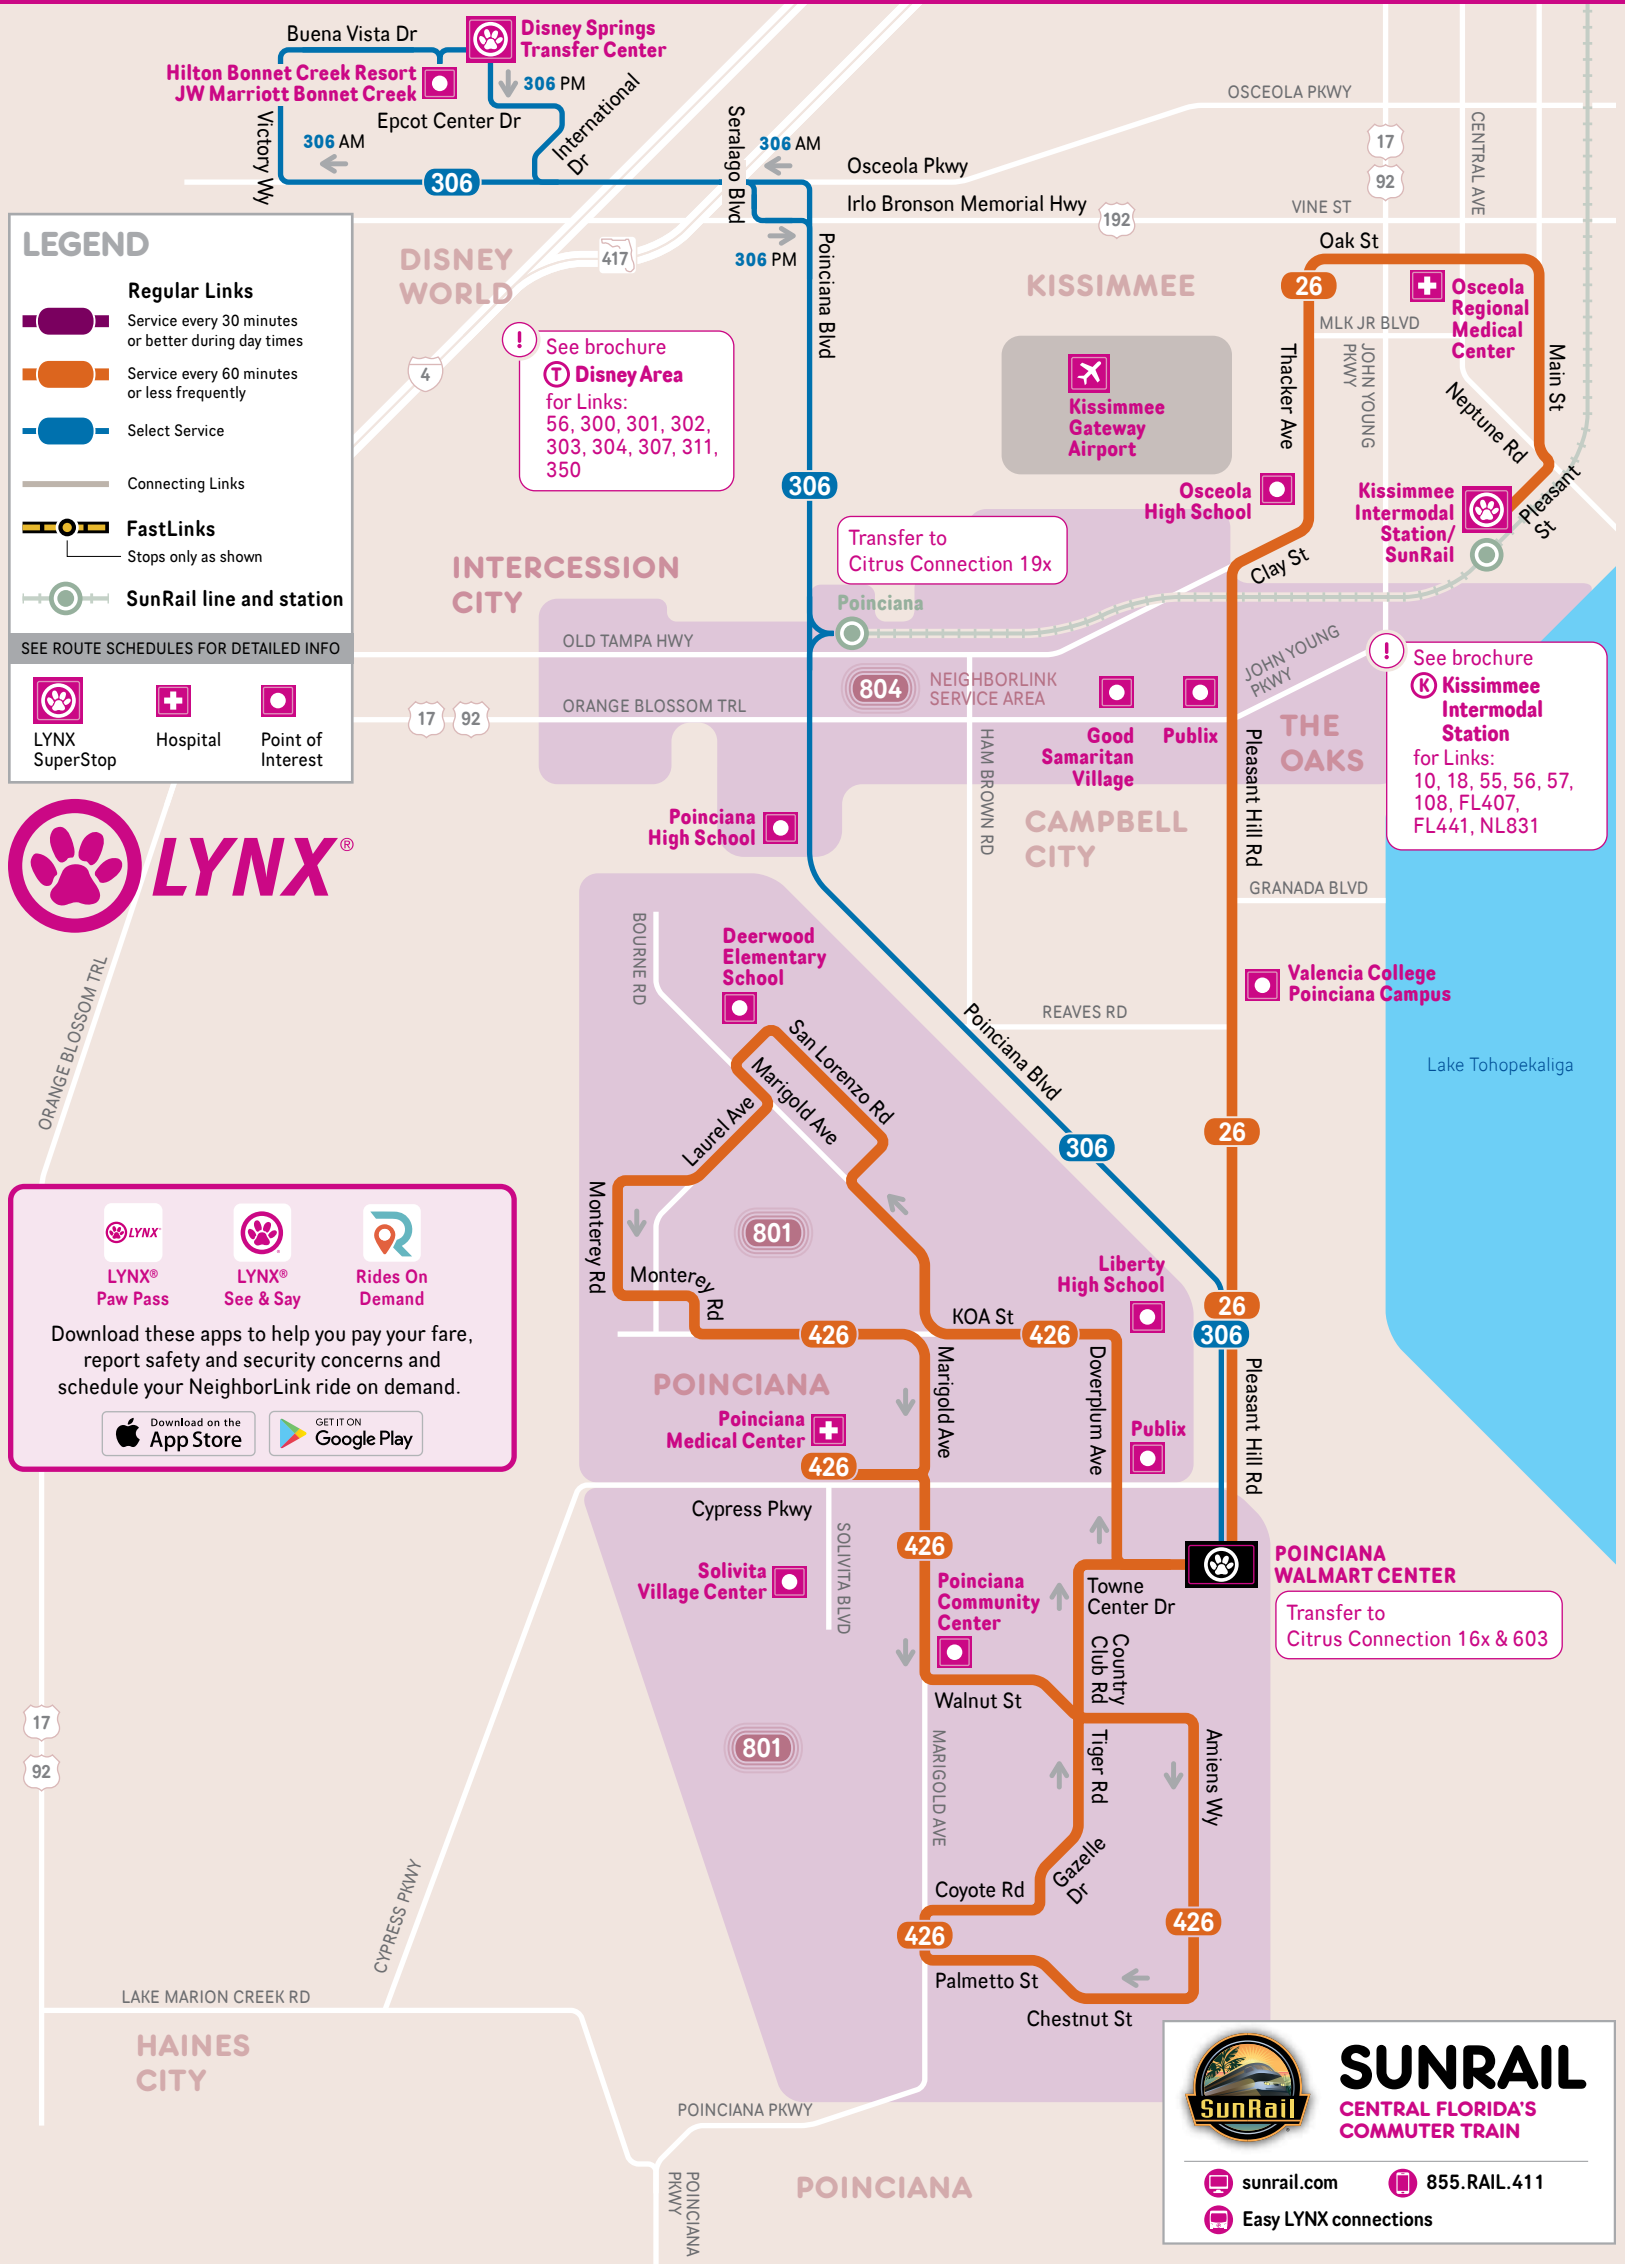 Buena Vista Dr
Disney Springs
Transfer Center
Hilton Bonnet Creek Resort
JW Marriott Bonnet Creek
306 PM
International
Dr
Epcot Center Dr
Victory Wy
306 AM
306
Seralago Blvd
306 AM
Osceola Pkwy
OSCEOLA PKWY
17
92
CENTRAL AVE
Irlo Bronson Memorial Hwy
192
VINE ST
306 PM
Poinciana Blvd
LEGEND
Regular Links
Service every 30 minutes
or better during day times
Service every 60 minutes
or less frequently
Select Service
Connecting Links
FastLinks
Stops only as shown
SunRail line and station
SEE ROUTE SCHEDULES FOR DETAILED INFO
LYNX
SuperStop
Hospital
Point of
Interest
DISNEY
WORLD
417
4
!
See brochure
T Disney Area
for Links:
56, 300, 301, 302,
303, 304, 307, 311,
350
306
KISSIMMEE
Oak St
26
Osceola
Regional
Medical
Center
MLK JR BLVD
JOHN YOUNG
PKWY
Thacker Ave
Main St
Neptune Rd
Pleasant
St
Kissimmee
Gateway
Airport
Osceola
High School
Kissimmee
Intermodal
Station/
SunRail
Clay St
Transfer to
Citrus Connection 19x
INTERCESSION
CITY
Poinciana
OLD TAMPA HWY
804
NEIGHBORLINK
SERVICE AREA
JOHN YOUNG
PKWY
17
92
ORANGE BLOSSOM TRL
HAM BROWN RD
Good
Samaritan
Village
Publix
THE
OAKS
!
See brochure
K Kissimmee
Intermodal
Station
for Links:
10, 18, 55, 56, 57,
108, FL407,
FL441, NL831
Pleasant Hill Rd
Poinciana
High School
CAMPBELL
CITY
GRANADA BLVD
LYNX®
ORANGE BLOSSOM TRL
BOURNE RD
Deerwood
Elementary
School
San Lorenzo Rd
Marigold Ave
Laurel Ave
Poinciana Blvd
REAVES RD
Valencia College
Poinciana Campus
Lake Tohopekaliga
306
26
LYNX
LYNX®
Paw Pass
LYNX®
See & Say
Rides On
Demand
Download these apps to help you pay your fare,
report safety and security concerns and
schedule your NeighborLink ride on demand.
Download on the
App Store
GET IT ON
Google Play
Monterey Rd
Monterey Rd
801
Liberty
High School
26
306
KOA St
426
426
Marigold Ave
Doverplum Ave
Pleasant Hill Rd
POINCIANA
Poinciana
Medical Center
426
Publix
Cypress Pkwy
SOLIVITA BLVD
426
Solivita
Village Center
Poinciana
Community
Center
Towne
Center Dr
POINCIANA
WALMART CENTER
Transfer to
Citrus Connection 16x & 603
Country
Club Rd
Walnut St
17
92
801
MARIGOLD AVE
Tiger Rd
Amiens Wy
Gazelle
Dr
Coyote Rd
426
426
Palmetto St
Chestnut St
CYPRESS PKWY
LAKE MARION CREEK RD
HAINES
CITY
POINCIANA PKWY
POINCIANA
PKWY
POINCIANA
SunRail
SUNRAIL
CENTRAL FLORIDA'S
COMMUTER TRAIN
sunrail.com
855.RAIL.411
Easy LYNX connections